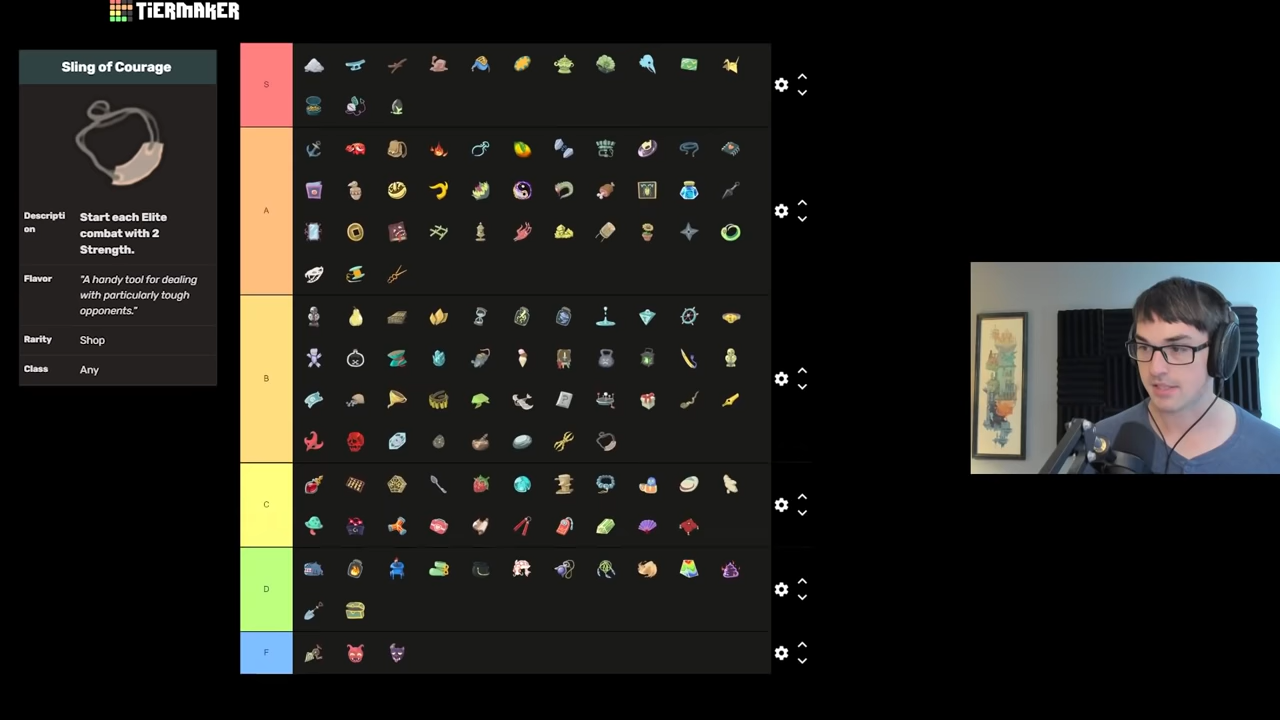 TiERMAKER
Sling of Courage
Descripti
on
Start each Elite
combat with 2
Strength.
Flavor
"A handy tool for dealing
with particularly tough
opponents."
Rarity
Shop
Class
Any
S
A
B
C
D
F